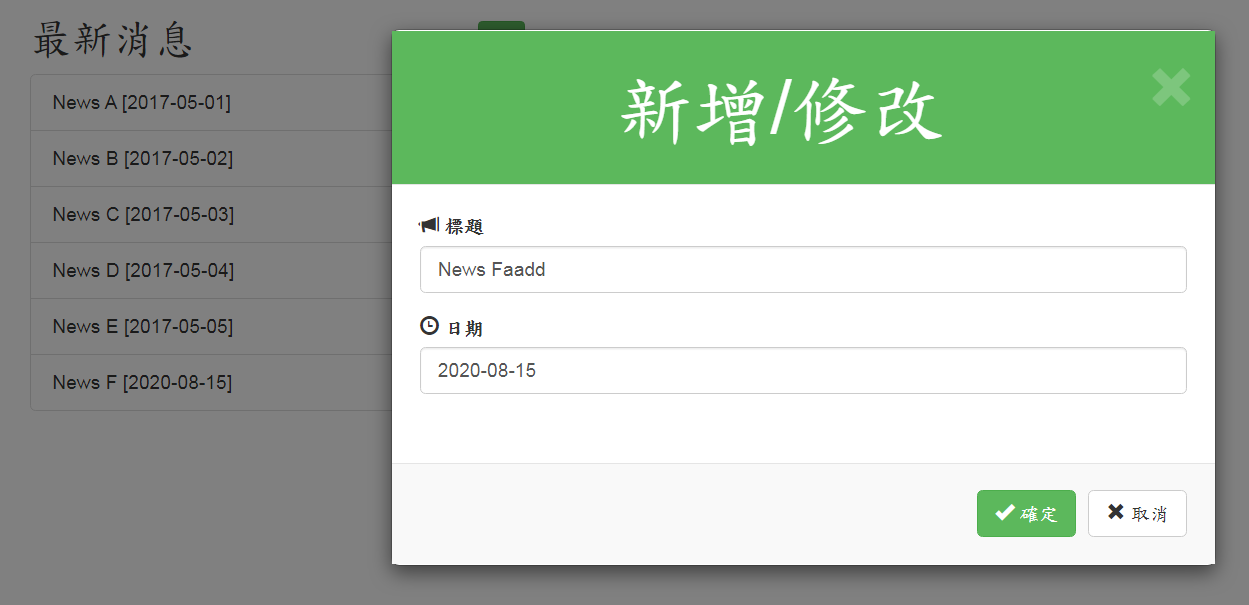 最新消息
News A [2017-05-01]
News B [2017-05-02]
News C [2017-05-03]
News D [2017-05-04]
News E [2017-05-05]
News F [2020-08-15]
新增/修改
標題
News Faadd
日期
2020-08-15
確定 取消